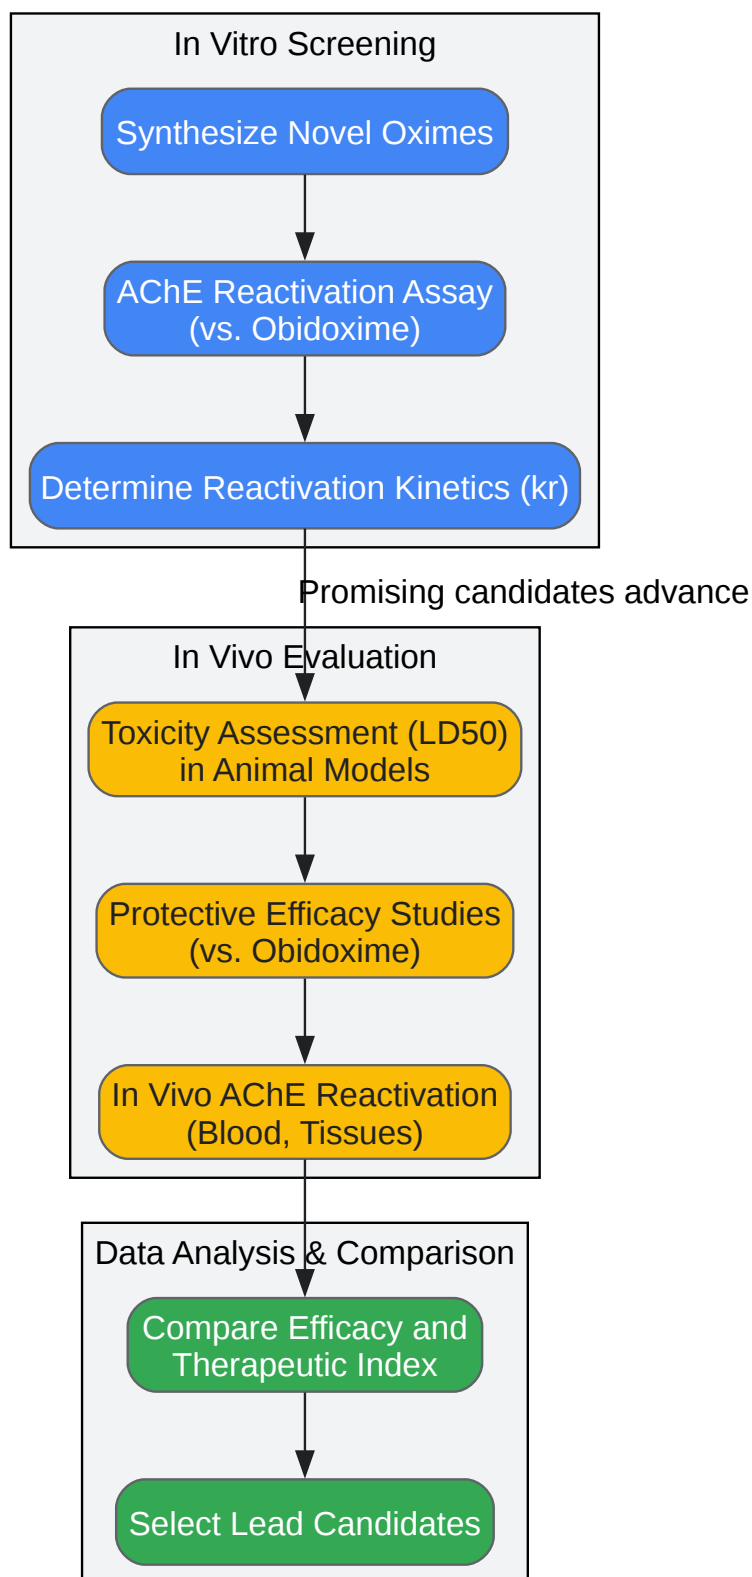 In Vitro Screening
Synthesize Novel Oximes
AChE Reactivation Assay
(vs. Obidoxime)
Determine Reactivation Kinetics (kr)
Promising candidates advance
In Vivo Evaluation
Toxicity Assessment (LD50)
in Animal Models
Protective Efficacy Studies
(vs. Obidoxime)
In Vivo AChE Reactivation
(Blood, Tissues)
Data Analysis & Comparison
Compare Efficacy and
Therapeutic Index
Select Lead Candidates